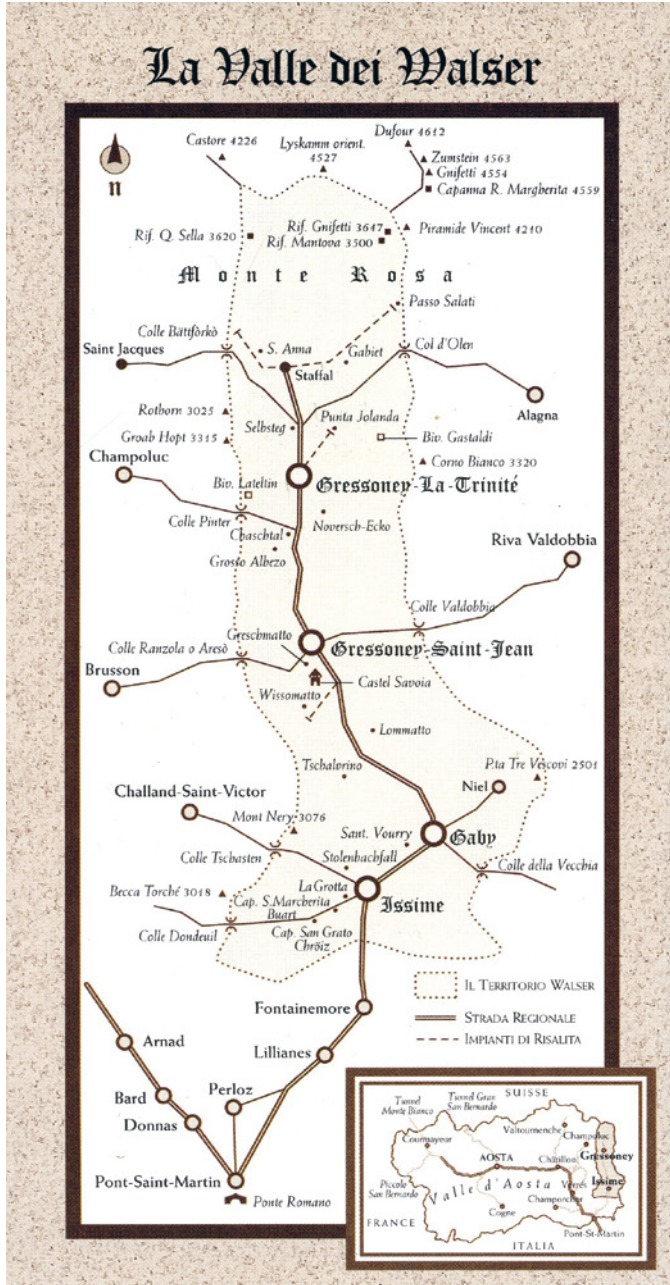 La Valle dei Walser
n
Castore 4226
Lyskamm orient.
4527
Dufour 4612
Zumstein 4563
Gnifetti 4554
Capanna R. Margherita 4559
Rif. Q. Sella 3620
Rif. Gnifetti 3647
Rif. Mantova 3500
Piramide Vincent 4210
Monte Rosa
Passo Salati
Colle Bättforkò
Saint Jacques
S. Anna
Gabiet
Col d'Olen
Staffal
Alagna
Rothorn 3025
Punta Jolanda
Selbsteg
Groab Hopt 3315
Biv. Gastaldi
Champoluc
Corno Bianco 3320
Biv. Lateltin
Gressoney-La-Trinité
Colle Pinter
Chaschtal
Noversch-Ecko
Grosso Albezo
Riva Valdobbia
Colle Valdobbia
Greschmatto
Gressoney-Saint-Jean
Colle Ranzola o Aresò
Brusson
Castel Savoia
Wissomatto
Lommatto
Tschalvrino
P.ta Tre Vescovi 2501
Challand-Saint-Victor
Niel
Mont Nery 3076
Sant. Vourry
Gaby
Colle Tschasten
Stolenbachfall
Colle della Vecchia
Becca Torché 3018
La Grotta
Issime
Cap. S.Marcherita
Buart
Colle Dondeuil
Cap. San Grato
Chröiz
IL TERRITORIO WALSER
STRADA REGIONALE
IMPIANTI DI RISALITA
Fontainemore
Arnad
Lillianes
Bard
Perloz
Donnas
Pont-Saint-Martin
Ponte Romano
SUISSE
Tunnel
Monte Bianco
Tunnel Gran
San Bernardo
Valtournenche
Champoluc
Courmayeur
Gressoney
AOSTA
Châtillon
Issime
Piccolo
San Bernardo
Valle d'Aosta
Verrès
Champorcher
Cogne
FRANCE
Pont-St-Martin
ITALIA